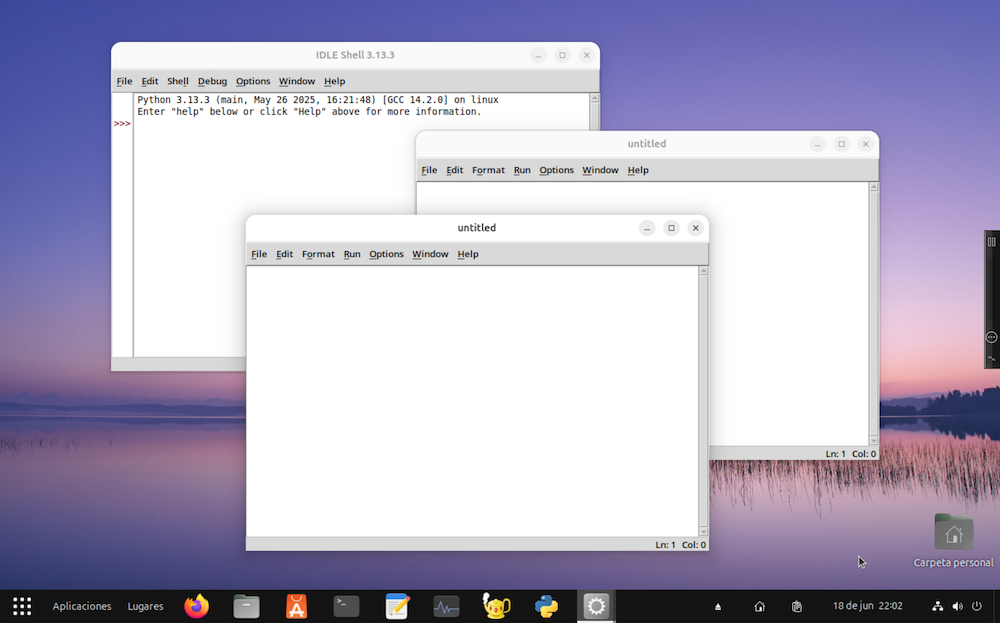 IDLE Shell 3.13.3
File Edit Shell Debug Options Window Help
Python 3.13.3 (main, May 26 2025, 16:21:48) [GCC 14.2.0] on linux
Enter "help" below or click "Help" above for more information.
>>>
untitled
File Edit Format Run Options Window Help
Ln: 1 Col: 0
untitled
File Edit Format Run Options Window Help
Ln: 1 Col: 0
Carpeta personal
Aplicaciones Lugares
18 de jun 22:02